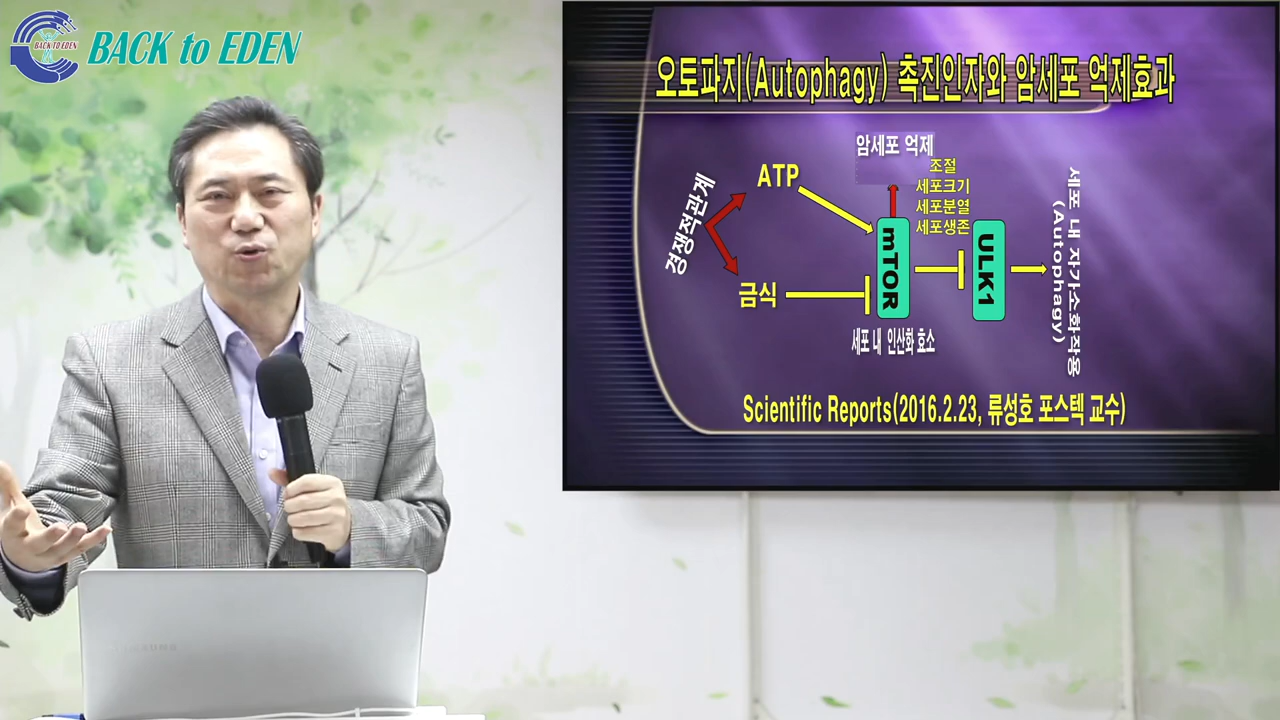 BACK TO EDEN
BACK to EDEN
오토파지(Autophagy) 촉진인자와 암세포 억제효과
암세포 억제
조절
세포크기
세포분열
세포생존
ATP
경쟁적관계
금식
mTOR
ULK1
세포 내 자가소화작용
(Autophagy)
세포 내 인산화 효소
Scientific Reports(2016.2.23, 류성호 포스텍 교수)
SAMSUNG